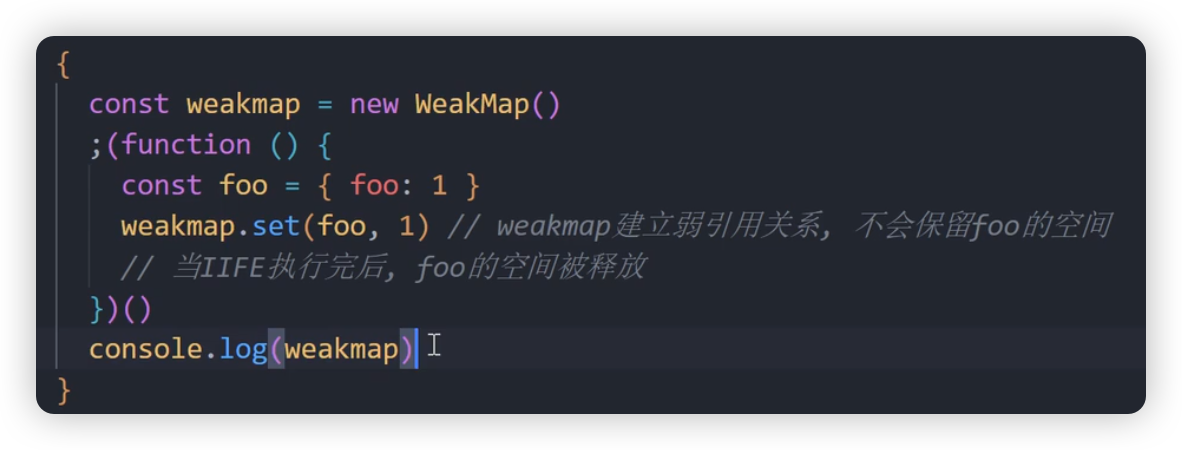 {
const weakmap = new WeakMap()
;(function () {
const foo = { foo: 1 }
weakmap.set(foo, 1) // weakmap建立弱引用关系, 不会保留foo的空间
// 当IIFE执行完后, foo的空间被释放
})()
console.log(weakmap)
}